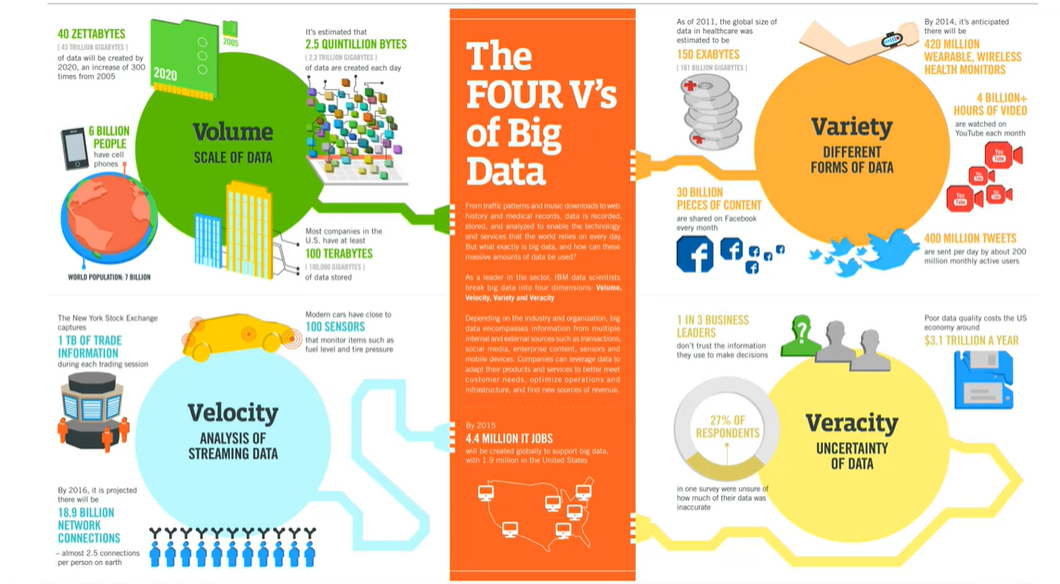 The
FOUR V's
of Big
Data
From traffic patterns and music downloads to web
history and medical records, data is recorded,
stored, and analyzed to enable the technology
and services that the world relies on every day.
But what exactly is big data, and how can these
massive amounts of data be used?
As a leader in the sector, IBM data scientists
break big data into four dimensions: Volume,
Velocity, Variety and Veracity
Depending on the industry and organization, big
data encompasses information from multiple
internal and external sources such as transactions,
social media, enterprise content, sensors and
mobile devices. Companies can leverage data to
adapt their products and services to better meet
customer needs, optimize operations and
infrastructure, and find new sources of revenue.
By 2015
4.4 MILLION IT JOBS
will be created globally to support big data,
with 1.9 million in the United States
40 ZETTABYTES
[ 43 TRILLION GIGABYTES ]
of data will be created by
2020, an increase of 300
times from 2005
2005
2020
It's estimated that
2.5 QUINTILLION BYTES
[ 2.3 TRILLION GIGABYTES ]
of data are created each day
6 BILLION
PEOPLE
have cell
phones
WORLD POPULATION: 7 BILLION
Volume
SCALE OF DATA
Most companies in the
U.S. have at least
100 TERABYTES
[ 100,000 GIGABYTES ]
of data stored
As of 2011, the global size of
data in healthcare was
estimated to be
150 EXABYTES
[ 161 BILLION GIGABYTES ]
By 2014, it's anticipated
there will be
420 MILLION
WEARABLE, WIRELESS
HEALTH MONITORS
4 BILLION+
HOURS OF VIDEO
are watched on
YouTube each month
You
Tube
You
Tube
You
Tube
You
Tube
Variety
DIFFERENT
FORMS OF DATA
30 BILLION
PIECES OF CONTENT
are shared on Facebook
every month
400 MILLION TWEETS
are sent per day by about 200
million monthly active users
The New York Stock Exchange
captures
1 TB OF TRADE
INFORMATION
during each trading session
Modern cars have close to
100 SENSORS
that monitor items such as
fuel level and tire pressure
Velocity
ANALYSIS OF
STREAMING DATA
By 2016, it is projected
there will be
18.9 BILLION
NETWORK
CONNECTIONS
– almost 2.5 connections
per person on earth
1 IN 3 BUSINESS
LEADERS
don't trust the information
they use to make decisions
?
Poor data quality costs the US
economy around
$3.1 TRILLION A YEAR
27% OF
RESPONDENTS
in one survey were unsure of
how much of their data was
inaccurate
Veracity
UNCERTAINTY
OF DATA